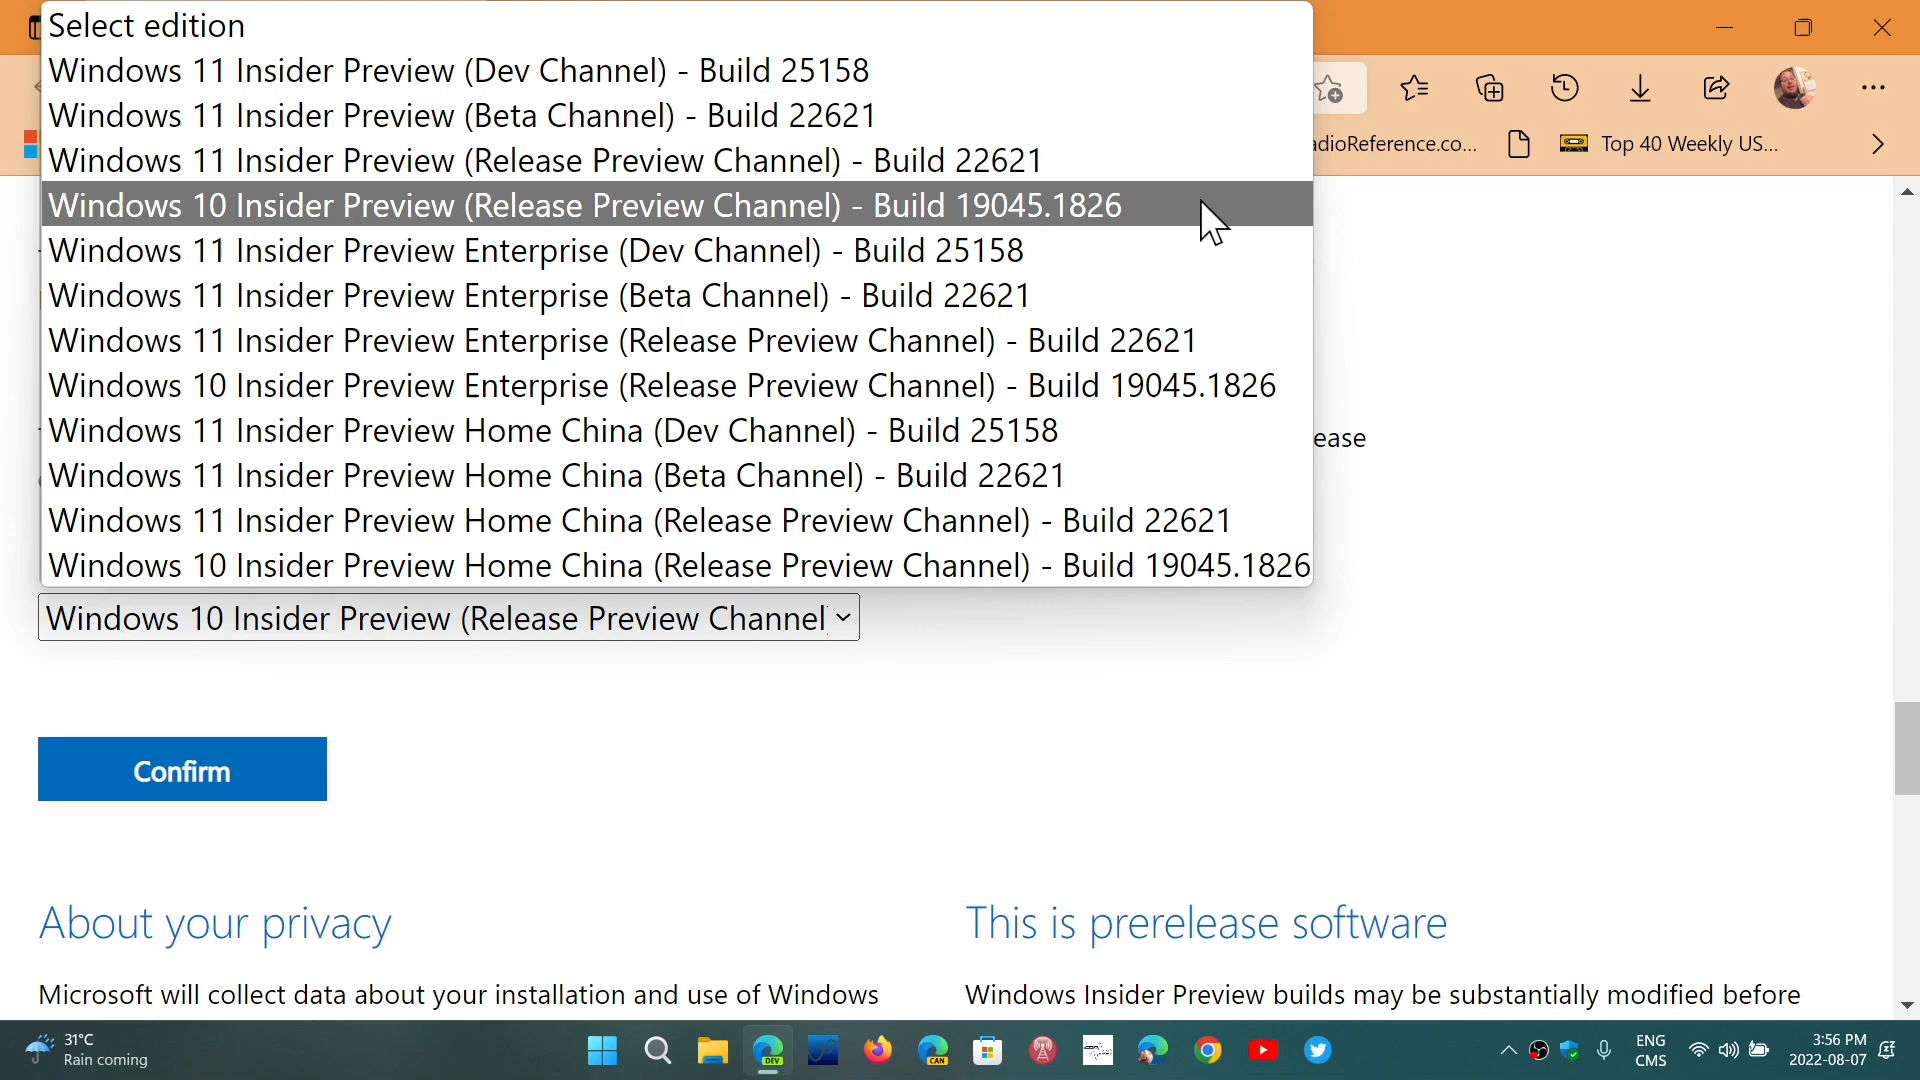 Select edition
Windows 11 Insider Preview (Dev Channel) - Build 25158
Windows 11 Insider Preview (Beta Channel) - Build 22621
Windows 11 Insider Preview (Release Preview Channel) - Build 22621
Windows 10 Insider Preview (Release Preview Channel) - Build 19045.1826
Windows 11 Insider Preview Enterprise (Dev Channel) - Build 25158
Windows 11 Insider Preview Enterprise (Beta Channel) - Build 22621
Windows 11 Insider Preview Enterprise (Release Preview Channel) - Build 22621
Windows 10 Insider Preview Enterprise (Release Preview Channel) - Build 19045.1826
Windows 11 Insider Preview Home China (Dev Channel) - Build 25158
Windows 11 Insider Preview Home China (Beta Channel) - Build 22621
Windows 11 Insider Preview Home China (Release Preview Channel) - Build 22621
Windows 10 Insider Preview Home China (Release Preview Channel) - Build 19045.1826
adioReference.co...
Top 40 Weekly US...
ease
Windows 10 Insider Preview (Release Preview Channel
Confirm
About your privacy
Microsoft will collect data about your installation and use of Windows
This is prerelease software
Windows Insider Preview builds may be substantially modified before
31°C
Rain coming
DEV
CAN
ENG
CMS
3:56 PM
2022-08-07